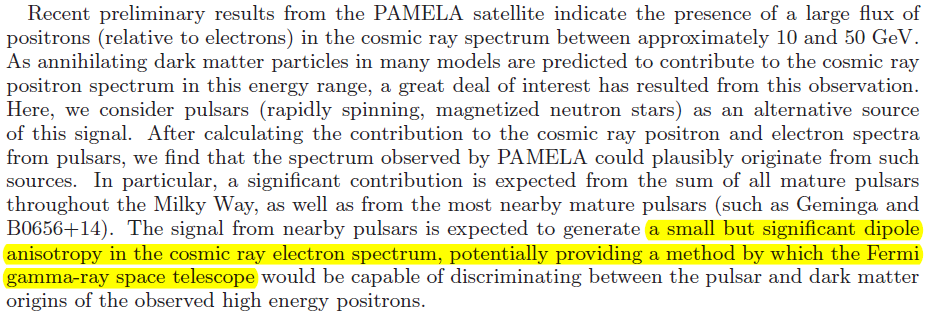 Recent preliminary results from the PAMELA satellite indicate the presence of a large flux of
positrons (relative to electrons) in the cosmic ray spectrum between approximately 10 and 50 GeV.
As annihilating dark matter particles in many models are predicted to contribute to the cosmic ray
positron spectrum in this energy range, a great deal of interest has resulted from this observation.
Here, we consider pulsars (rapidly spinning, magnetized neutron stars) as an alternative source
of this signal. After calculating the contribution to the cosmic ray positron and electron spectra
from pulsars, we find that the spectrum observed by PAMELA could plausibly originate from such
sources. In particular, a significant contribution is expected from the sum of all mature pulsars
throughout the Milky Way, as well as from the most nearby mature pulsars (such as Geminga and
B0656+14). The signal from nearby pulsars is expected to generate a small but significant dipole
anisotropy in the cosmic ray electron spectrum, potentially providing a method by which the Fermi
gamma-ray space telescope would be capable of discriminating between the pulsar and dark matter
origins of the observed high energy positrons.